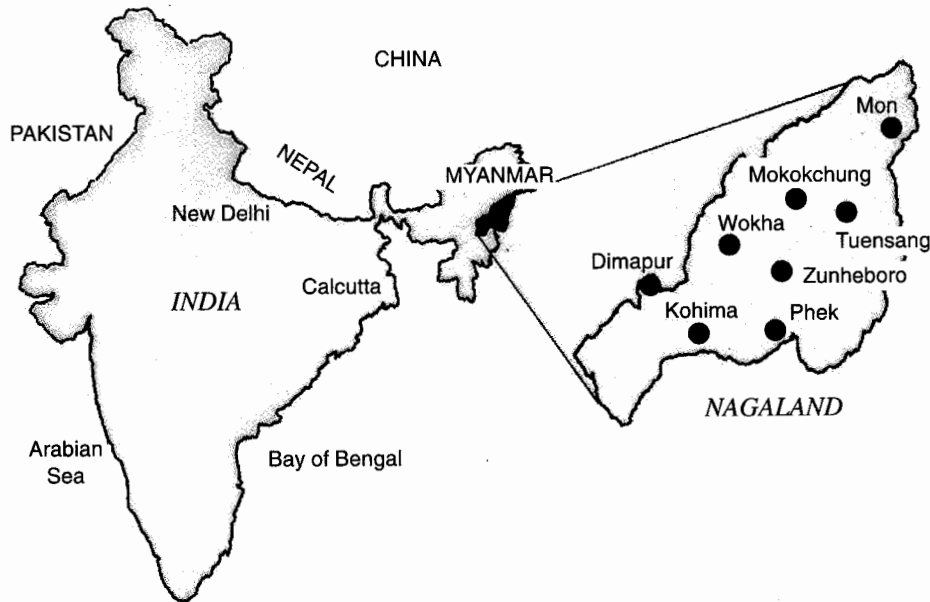 CHINA
PAKISTAN
NEPAL
MYANMAR
New Delhi
Calcutta
INDIA
Arabian
Sea
Bay of Bengal
Mon
Mokokchung
Wokha
Tuensang
Dimapur
Zunheboro
Kohima
Phek
NAGALAND